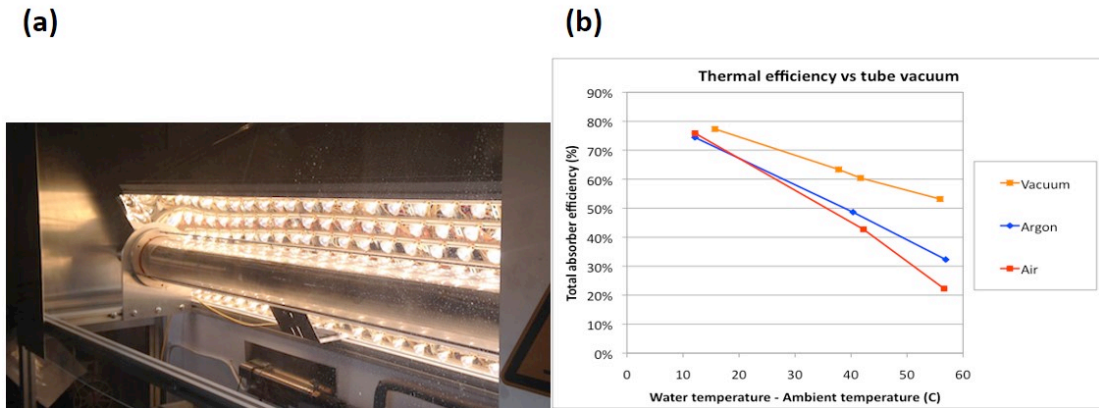 (a)
(b)
Thermal efficiency vs tube vacuum
Total absorber efficiency (%)
90%
80%
70%
60%
50%
40%
30%
20%
10%
0%
0 10 20 30 40 50 60
Water temperature - Ambient temperature (C)
Vacuum
Argon
Air